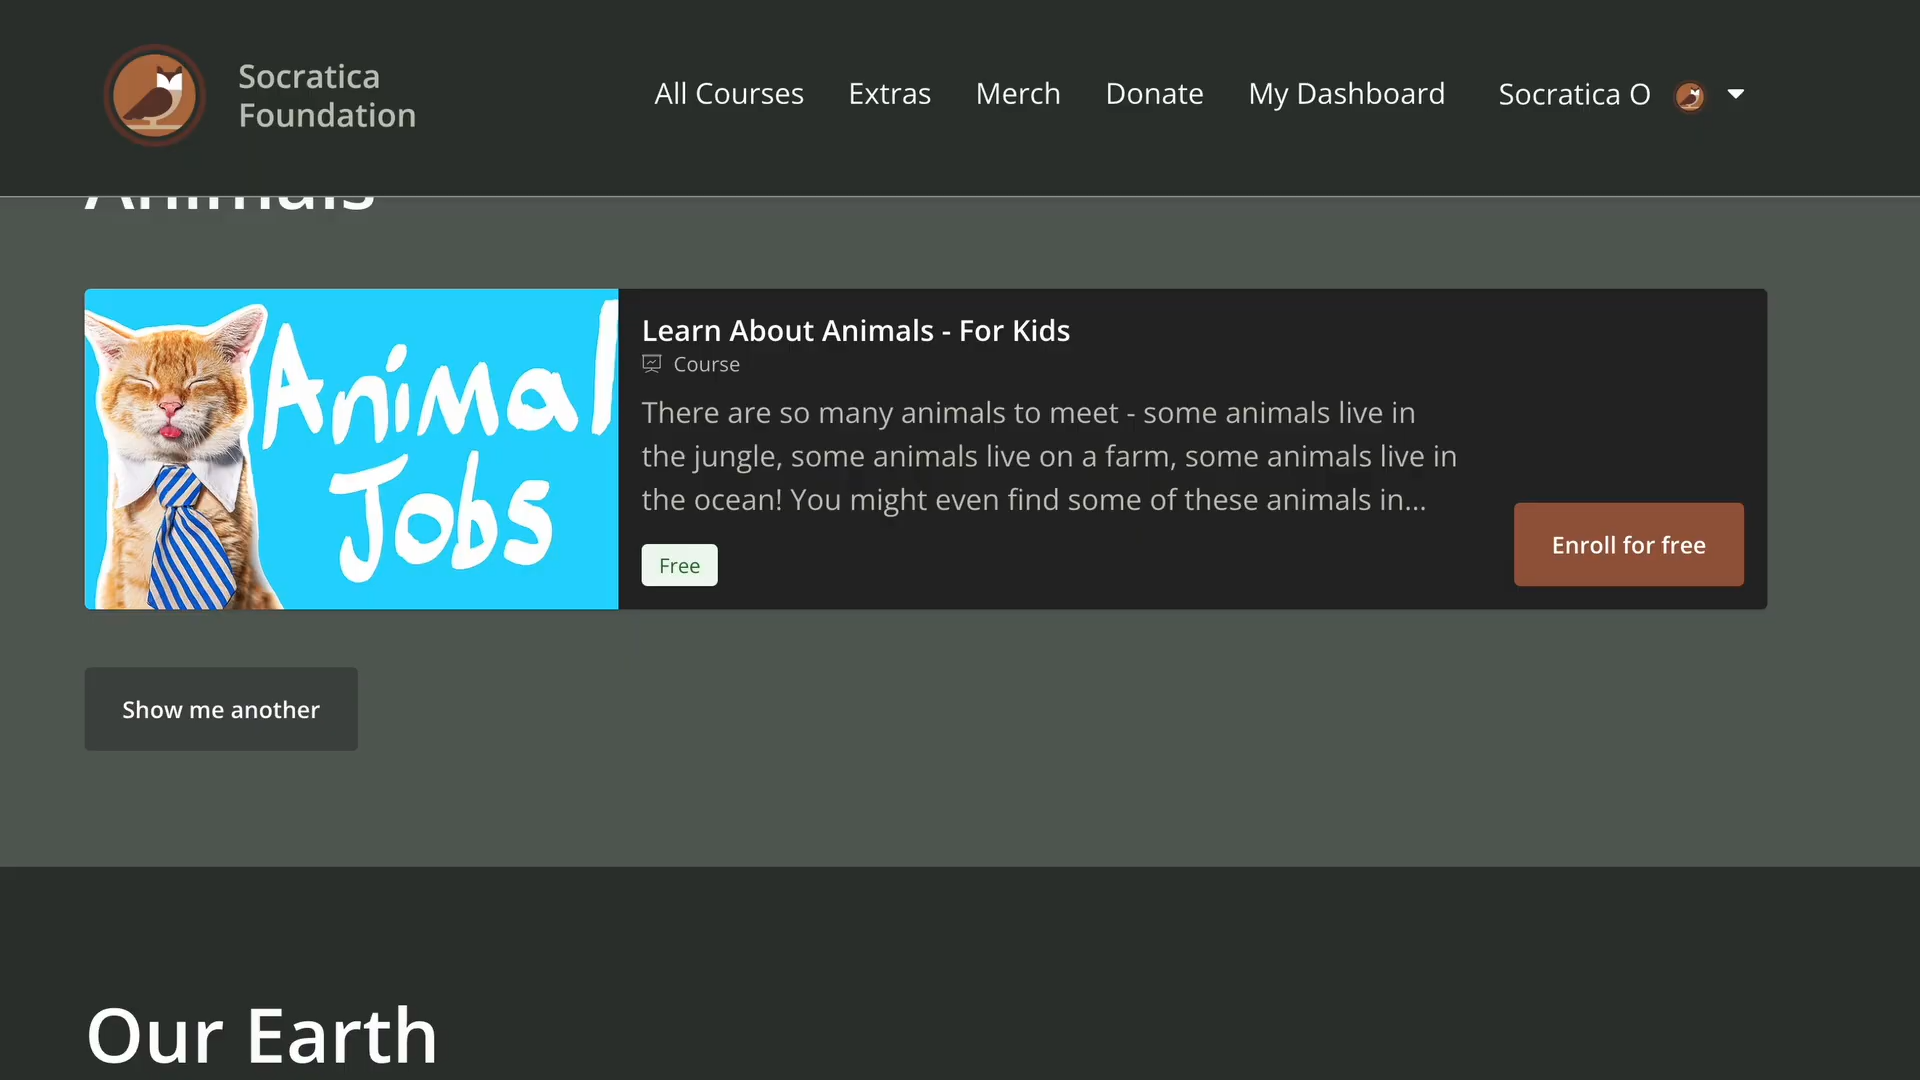 Socratica
Foundation
All Courses
Extras
Merch
Donate
My Dashboard
Socratica O
Animals
Animal
Jobs
Learn About Animals - For Kids
Course
There are so many animals to meet - some animals live in
the jungle, some animals live on a farm, some animals live in
the ocean! You might even find some of these animals in...
Free
Enroll for free
Show me another
Our Earth